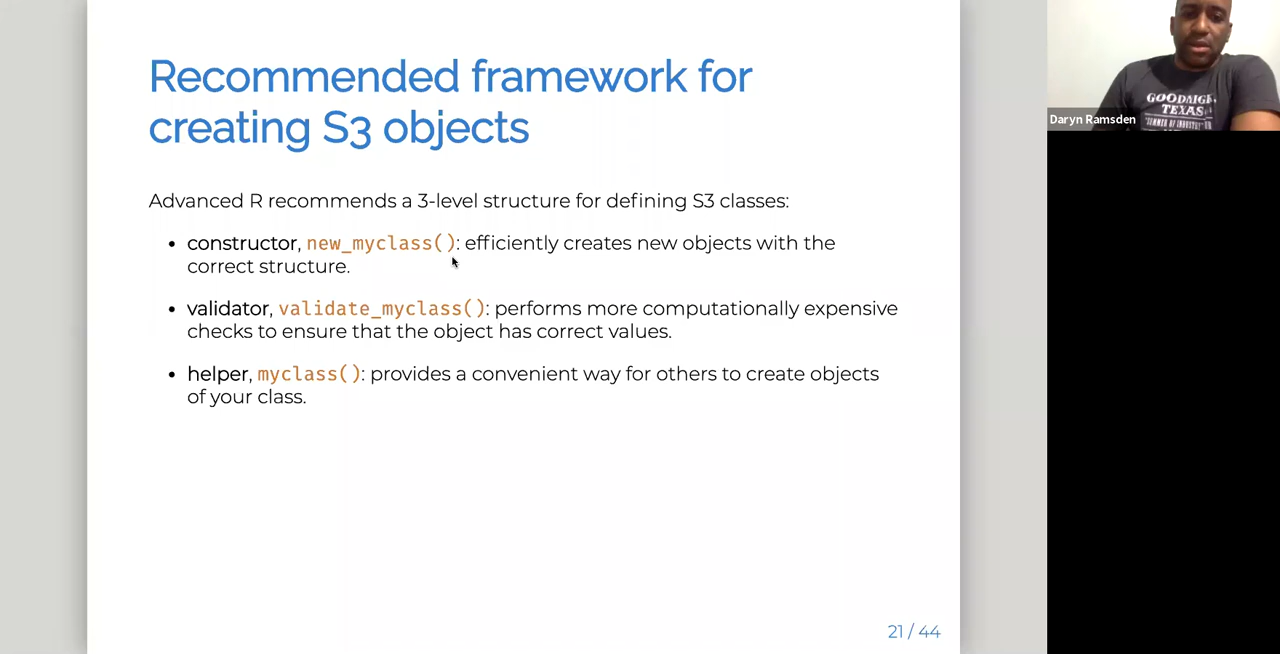 Recommended framework for
creating S3 objects
Advanced R recommends a 3-level structure for defining S3 classes:
• constructor, new_myclass(): efficiently creates new objects with the
correct structure.
• validator, validate_myclass(): performs more computationally expensive
checks to ensure that the object has correct values.
• helper, myclass(): provides a convenient way for others to create objects
of your class.
21 / 44
TEXAS
Daryn Ramsden